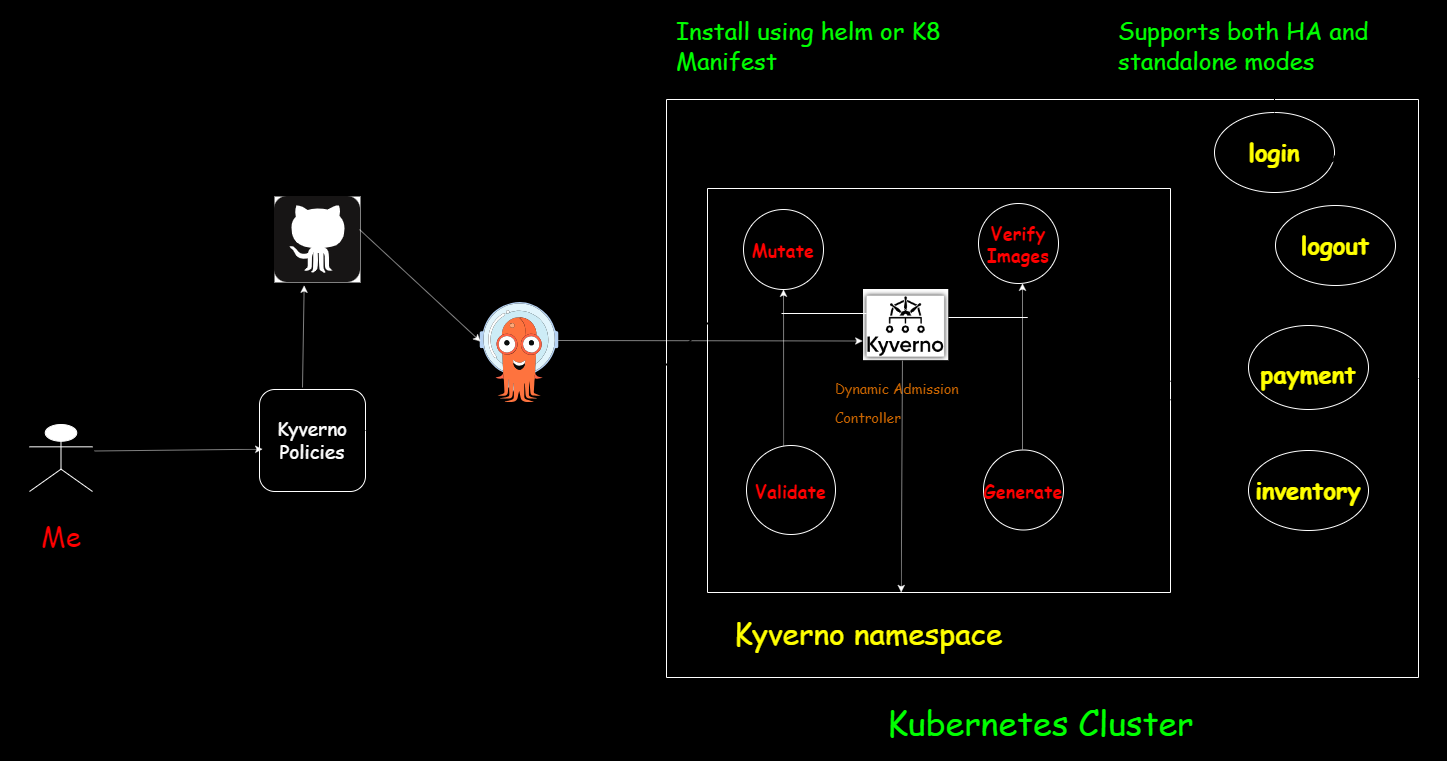 Install using helm or K8
Manifest
Supports both HA and
standalone modes
login
logout
payment
inventory
Mutate
Verify
Images
Kyverno
Dynamic Admission
Controller
Validate
Generate
Kyverno
Policies
Me
Kyverno namespace
Kubernetes Cluster